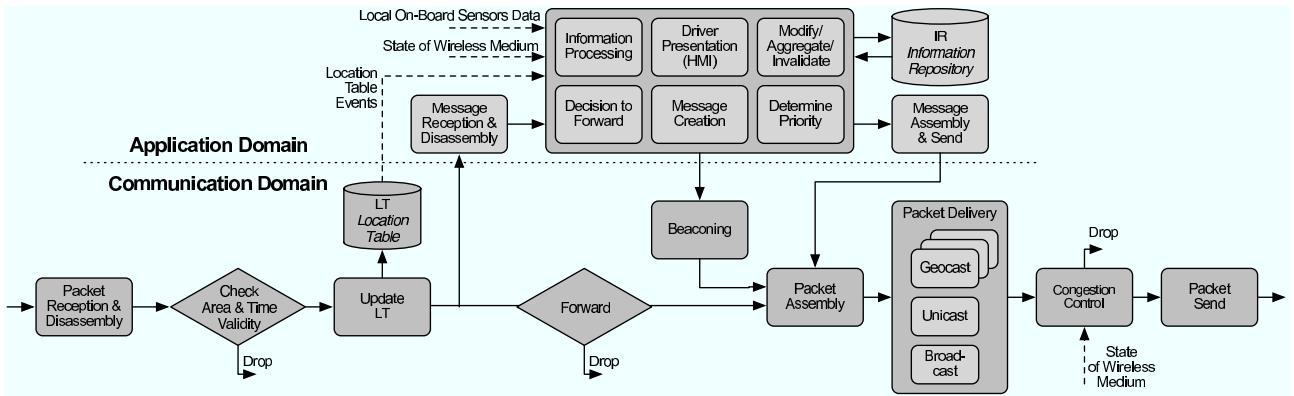 Local On-Board Sensors Data
State of Wireless Medium
Location
Table
Events
Information
Processing
Driver
Presentation
(HMI)
Modify/
Aggregate/
Invalidate
IR
Information
Repository
Message
Reception &
Disassembly
Decision to
Forward
Message
Creation
Determine
Priority
Message
Assembly
& Send
Application Domain
Communication Domain
LT
Location
Table
Beaconing
Packet Delivery
Geocast
Unicast
Broad-
cast
Packet
Reception &
Disassembly
Check
Area & Time
Validity
Drop
Update
LT
Forward
Drop
Packet
Assembly
Drop
Congestion
Control
State
of Wireless
Medium
Packet
Send